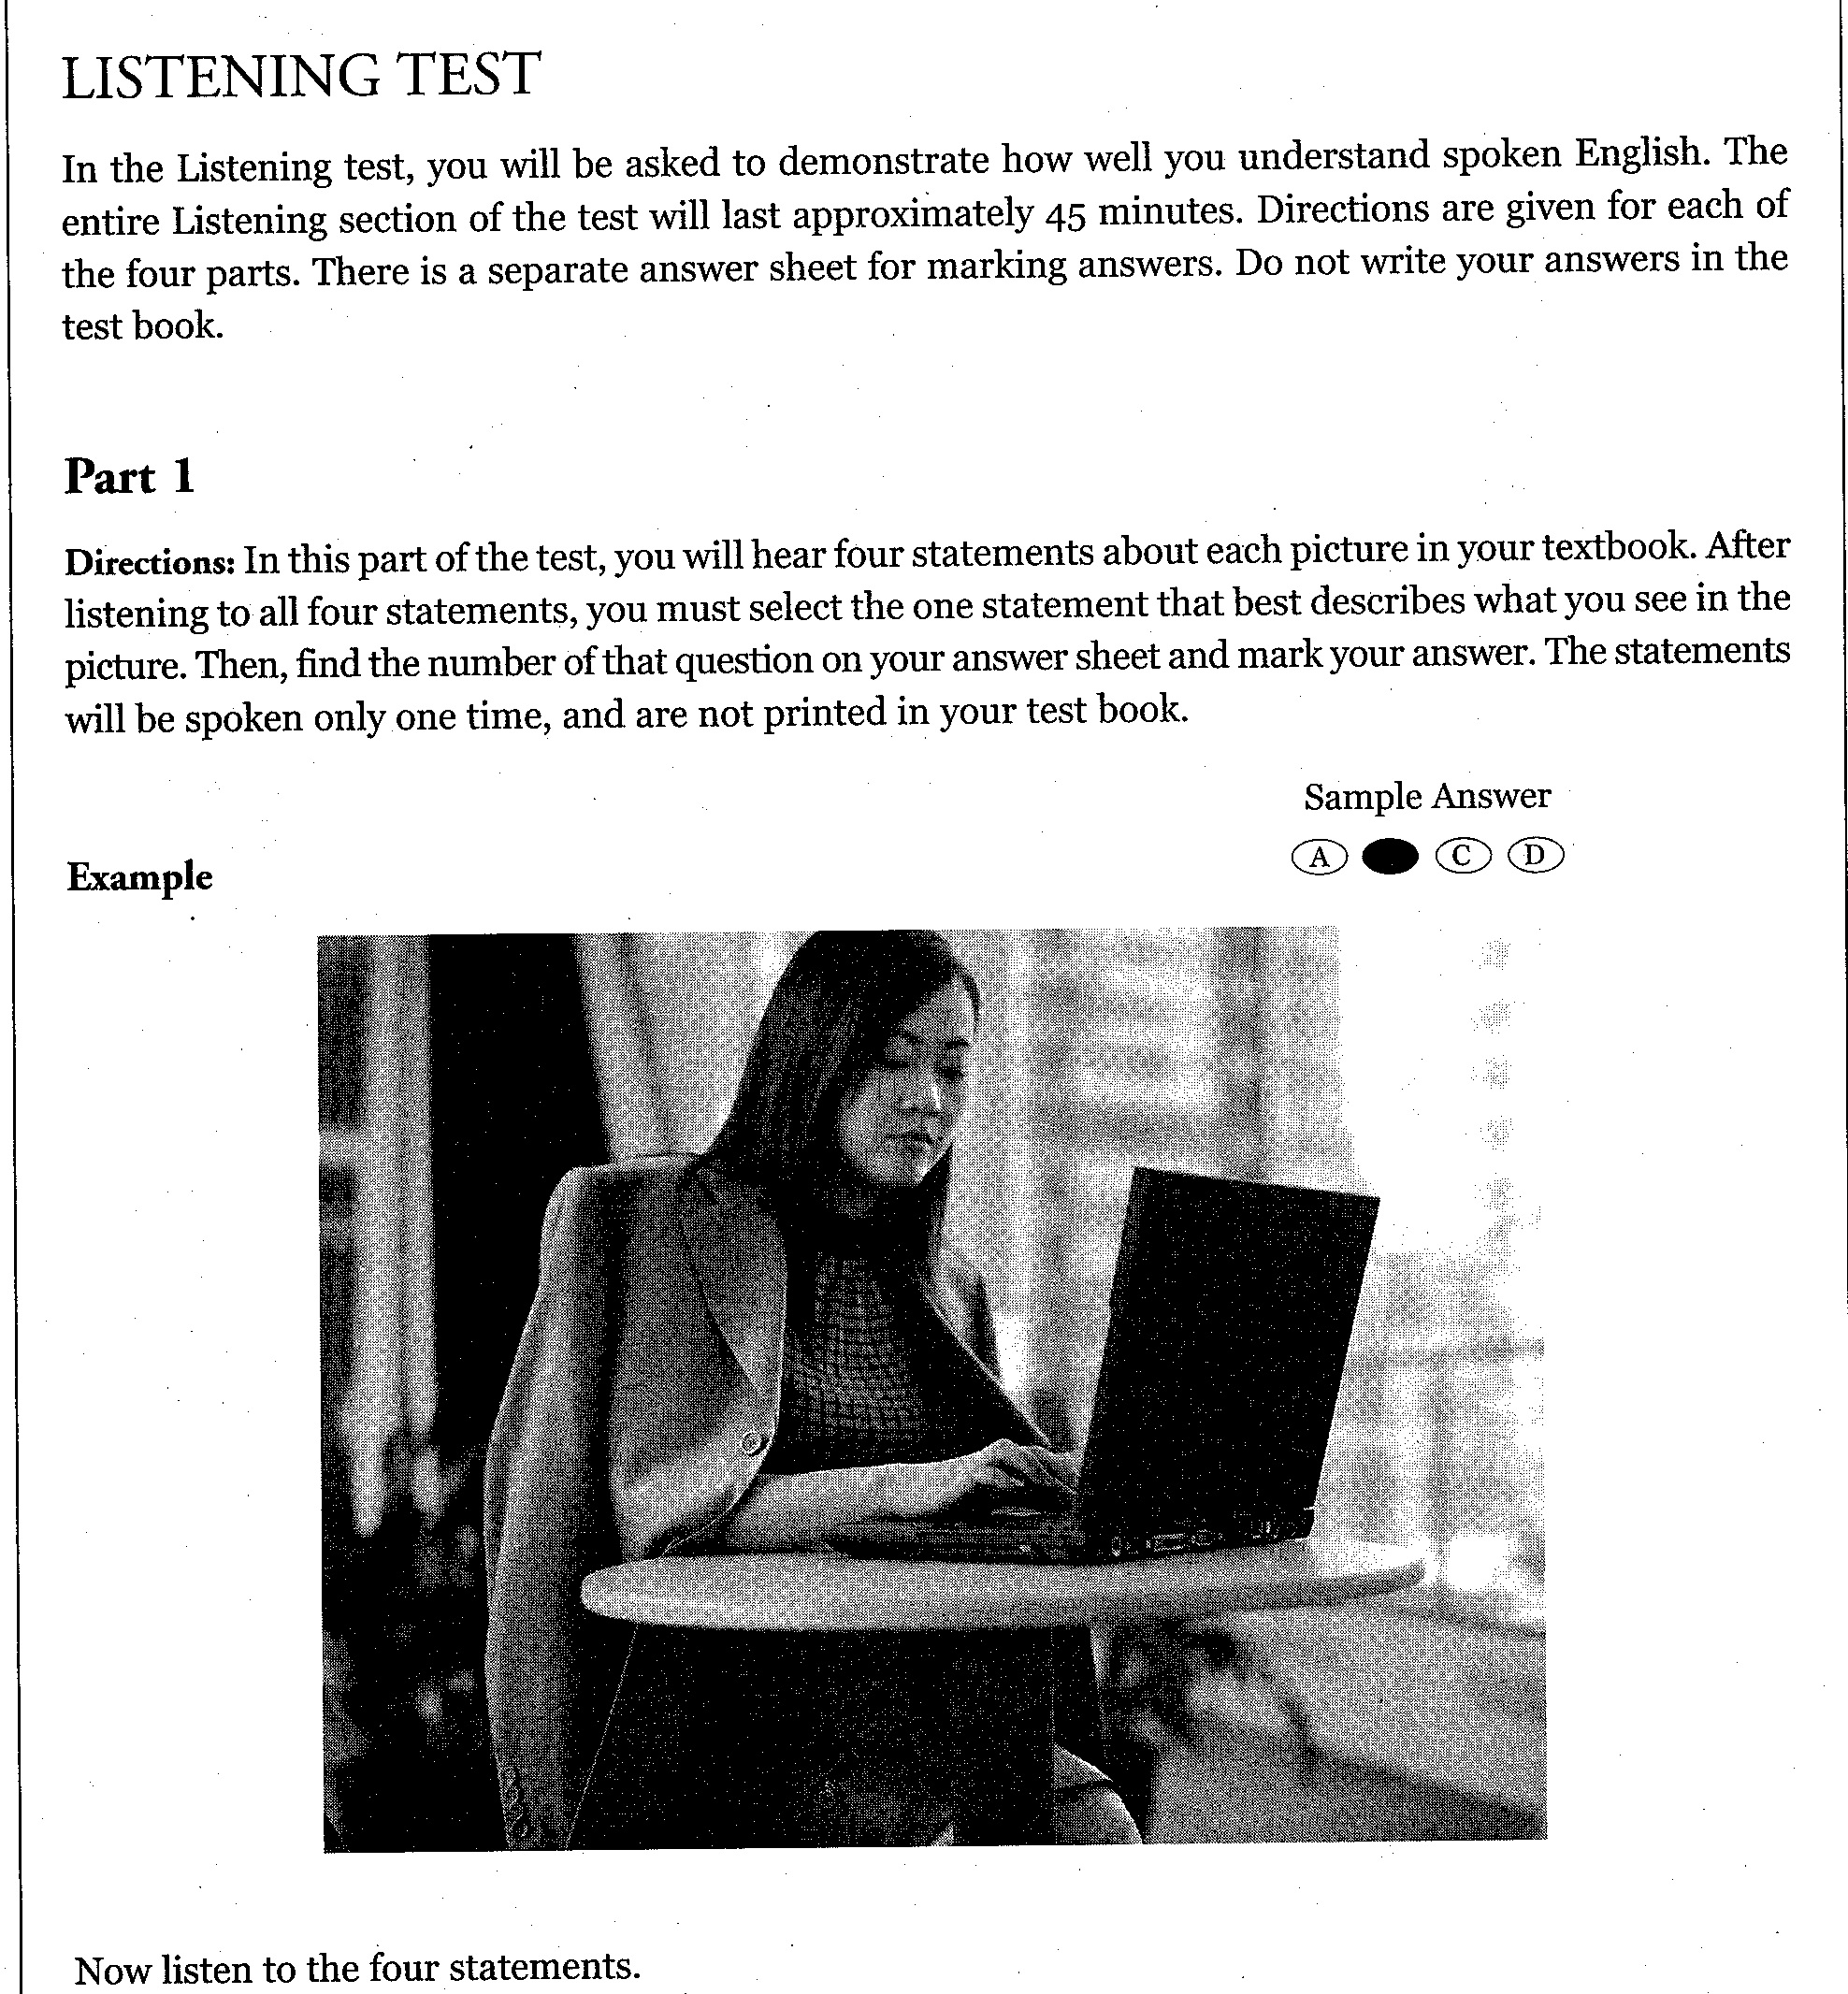 LISTENING TEST
In the Listening test, you will be asked to demonstrate how well you understand spoken English. The
entire Listening section of the test will last approximately 45 minutes. Directions are given for each of
the four parts. There is a separate answer sheet for marking answers. Do not write your answers in the
test book.
Part 1
Directions: In this part of the test, you will hear four statements about each picture in your textbook. After
listening to all four statements, you must select the one statement that best describes what you see in the
picture. Then, find the number of that question on your answer sheet and mark your answer. The statements
will be spoken only one time, and are not printed in your test book.
Sample Answer
A C D
Example
Now listen to the four statements.